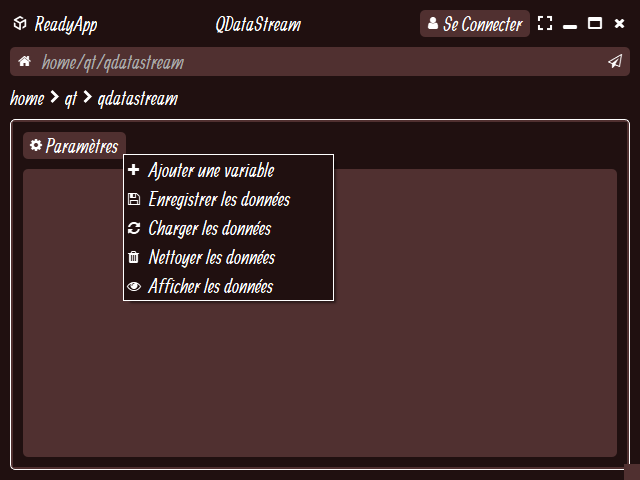 ReadyApp QDataStream Se Connecter
home/qt/qdatastream
home qt qdatastream
Paramètres
Ajouter une variable
Enregistrer les données
Charger les données
Nettoyer les données
Afficher les données